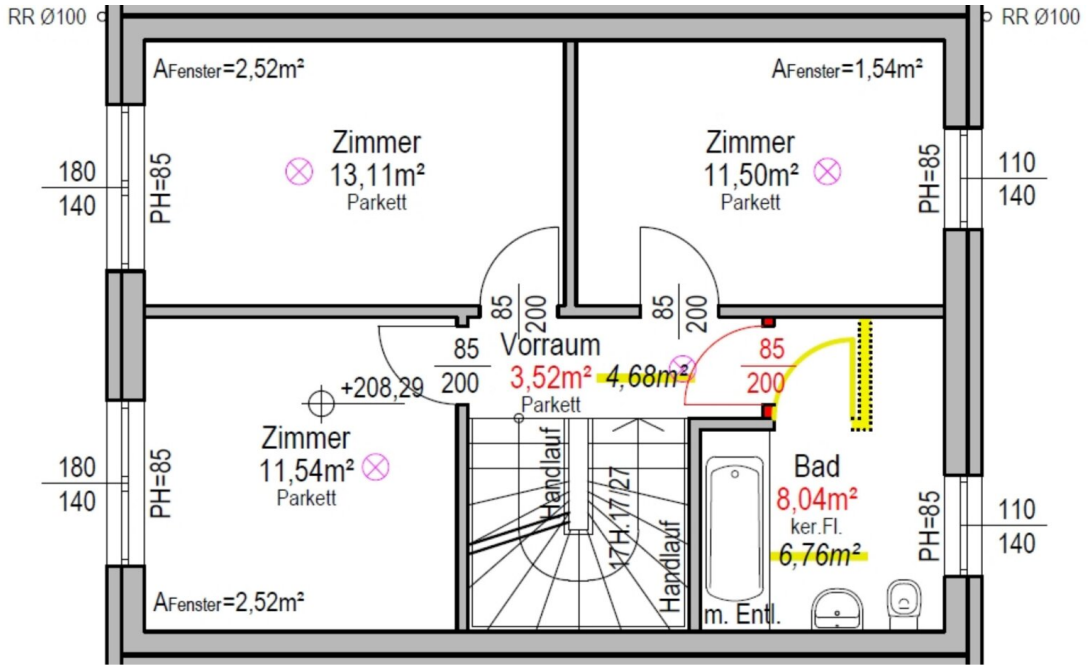 RR Ø100
RR Ø100
AFenster=2,52m²
AFenster=1,54m²
Zimmer
13,11m²
Parkett
Zimmer
11,50m²
Parkett
180
140
PH=85
PH=85
110
140
85
200
85
200
Vorraum
3,52m² 4,68m²
Parkett
85
200
85
200
+208,29
Zimmer
11,54m²
Parkett
180
140
PH=85
Handlauf
17H.17/27
Handlauf
Bad
8,04m²
ker.Fl.
6,76m²
PH=85
110
140
AFenster=2,52m²
m. Entl.